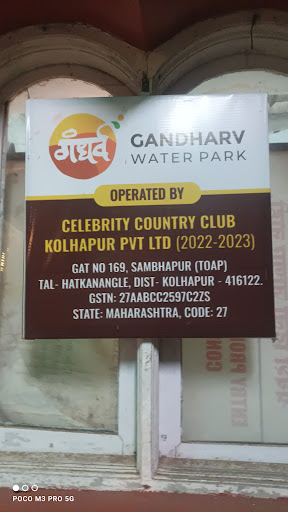 गंधर्व
GANDHARV
WATER PARK
OPERATED BY
CELEBRITY COUNTRY CLUB
KOLHAPUR PVT LTD (2022-2023)
GAT NO 169, SAMBHAPUR (TOAP)
TAL- HATKANANGLE, DIST- KOLHAPUR - 416122.
GSTN: 27AABCC2597C2ZS
STATE: MAHARASHTRA, CODE: 27
POCO M3 PRO 5G